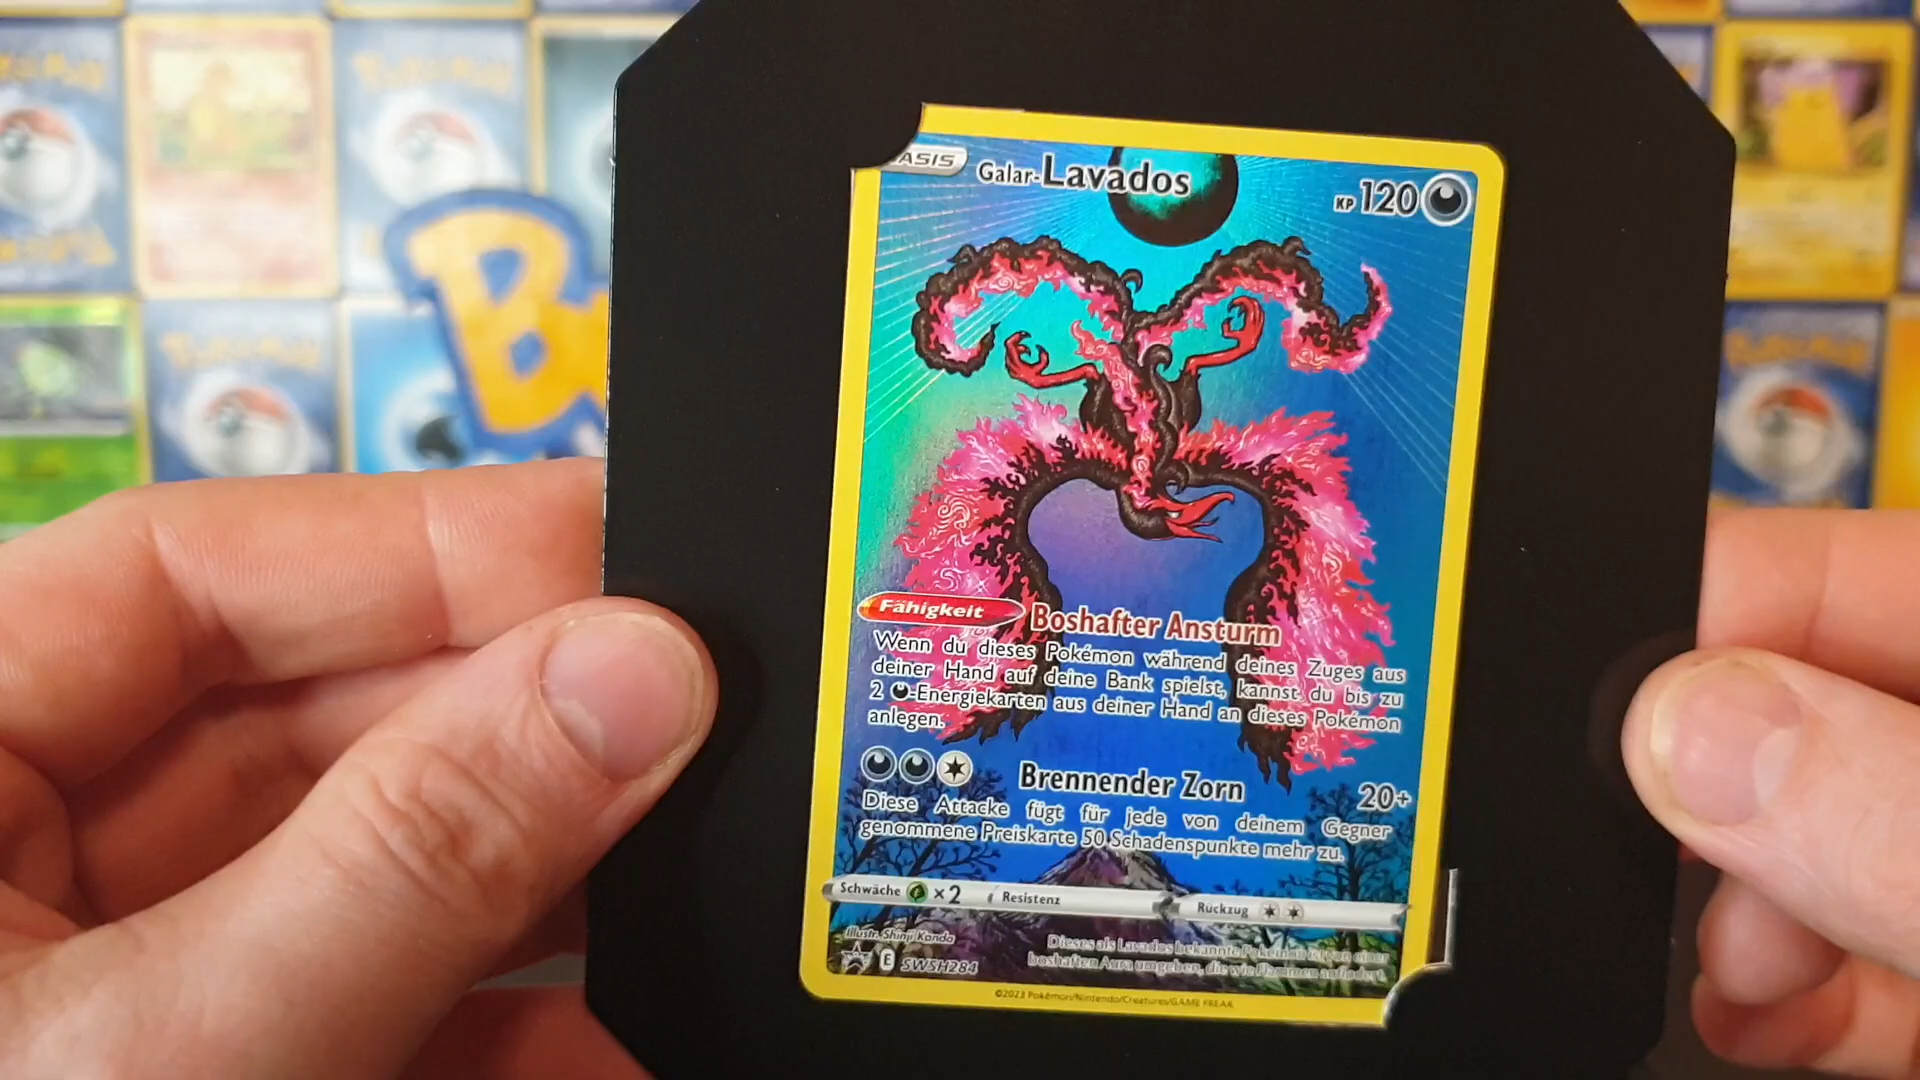 ASIS
Galar-Lavados
KP 120
Fähigkeit Boshafter Ansturm
Wenn du dieses Pokémon während deines Zuges aus
deiner Hand auf deine Bank spielst, kannst du bis zu
2 -Energiekarten aus deiner Hand an dieses Pokémon
anlegen.
Brennender Zorn 20+
Diese Attacke fügt für jede von deinem Gegner
genommene Preiskarte 50 Schadenspunkte mehr zu.
Schwäche ×2 Resistenz Rückzug
Illustr. Shinji Kanda
E SWSH284
Dieses als Lavados bekannte Pokémon ist von einer
boshaften Aura umgeben, die wie Flammen auflodert.
©2023 Pokémon/Nintendo/Creatures/GAME FREAK